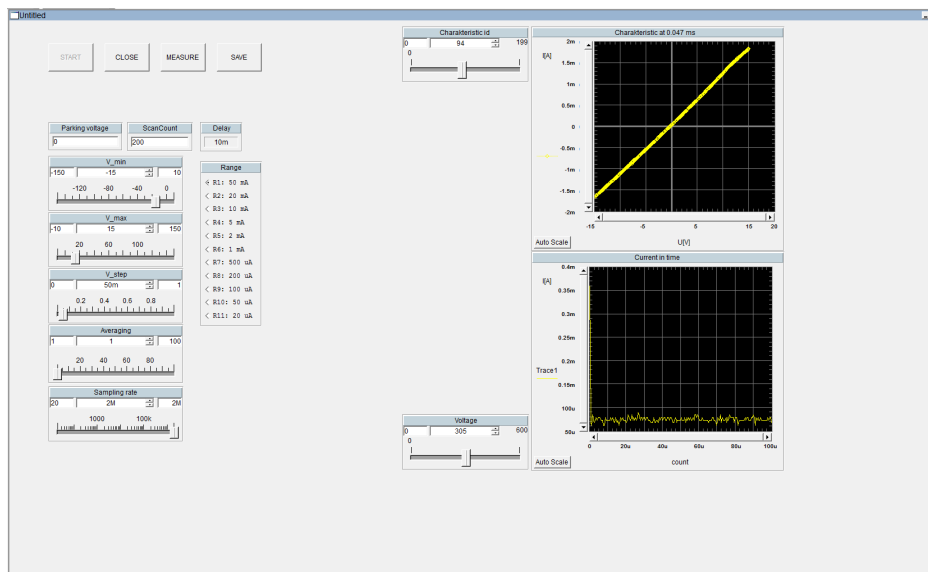 Untitled
START CLOSE MEASURE SAVE
Parking voltage ScanCount Delay
0 200 10m
V_min
-150 -15 10
-120 -80 -40 0
V_max
-10 15 150
20 60 100
V_step
0 50m 1
0.2 0.4 0.6 0.8
Averaging
1 1 100
20 40 60 80
Sampling rate
20 2M 2M
1000 100k
Range
R1: 50 mA
R2: 20 mA
R3: 10 mA
R4: 5 mA
R5: 2 mA
R6: 1 mA
R7: 500 uA
R8: 200 uA
R9: 100 uA
R10: 50 uA
R11: 20 uA
Charakteristic id
0 94 199
0
Charakteristic at 0.047 ms
I[A]
2m
1.5m
1m
0.5m
0
-0.5m
-1m
-1.5m
-2m
-15 -5 5 15 20
Auto Scale
U[V]
Voltage
0 305 600
0
Current in time
I[A]
0.4m
0.35m
0.3m
0.25m
0.2m
Trace1
0.15m
100u
50u
0 20u 40u 60u 80u 100u
Auto Scale
count